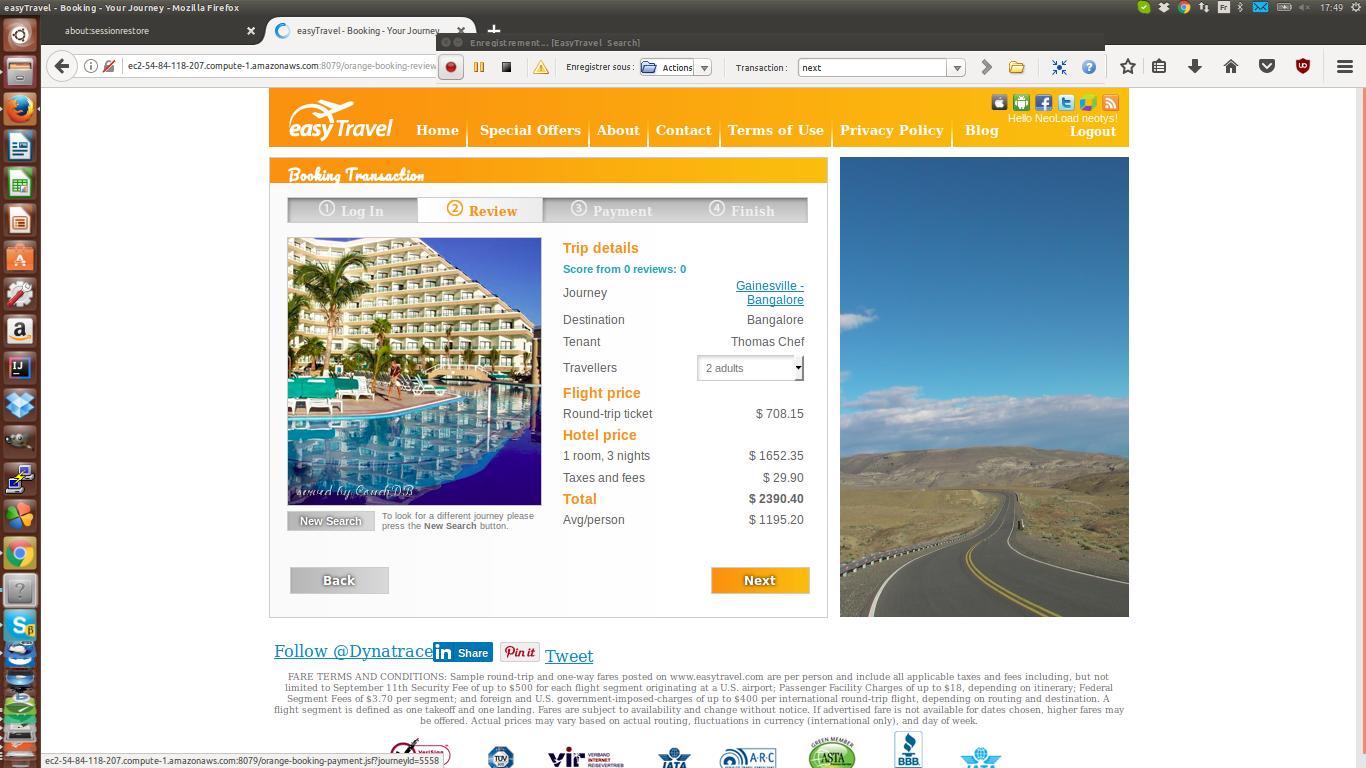 easyTravel - Booking - Your Journey - Mozilla Firefox
Fr
17:49
about:sessionrestore
easyTravel - Booking - Your Journey
Enregistrement... [EasyTravel Search]
ec2-54-84-118-207.compute-1.amazonaws.com:8079/orange-booking-review
Enregistrer sous :
Actions
Transaction :
next
easyTravel
Hello NeoLoad neotys!
Home
Special Offers
About
Contact
Terms of Use
Privacy Policy
Blog
Logout
Booking Transaction
1 Log In
2 Review
3 Payment
4 Finish
Trip details
Score from 0 reviews: 0
Journey
Gainesville -
Bangalore
Destination Bangalore
Tenant Thomas Chef
Travellers 2 adults
Flight price
Round-trip ticket $ 708.15
Hotel price
1 room, 3 nights $ 1652.35
Taxes and fees $ 29.90
Total $ 2390.40
Avg/person $ 1195.20
served by CouchDB
New Search
To look for a different journey please
press the New Search button.
Back
Next
Follow @Dynatrace
in Share
Pin it
Tweet
FARE TERMS AND CONDITIONS: Sample round-trip and one-way fares posted on www.easytravel.com are per person and include all applicable taxes and fees including, but not
limited to September 11th Security Fee of up to $500 for each flight segment originating at a U.S. airport; Passenger Facility Charges of up to $18, depending on itinerary; Federal
Segment Fees of $3.70 per segment; and foreign and U.S. government-imposed-charges of up to $400 per international round-trip flight, depending on routing and destination. A
flight segment is defined as one takeoff and one landing. Fares are subject to availability and change without notice. If advertised fare is not available for dates chosen, higher fares may
be offered. Actual prices may vary based on actual routing, fluctuations in currency (international only), and day of week.
VeriSign
TÜV
vir VERBAND
INTERNET
REISEVERTRIEB
IATA
A·R·C
GREEN MEMBER
ASTA
BBB
IATA
ec2-54-84-118-207.compute-1.amazonaws.com:8079/orange-booking-payment.jsf?journeyId=5558